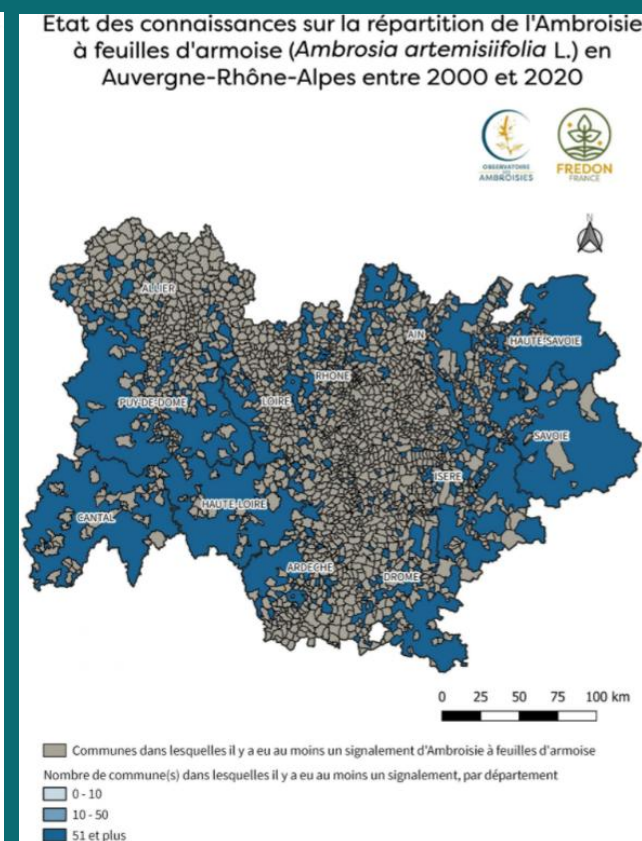 Etat des connaissances sur la répartition de l'Ambroisie
à feuilles d'armoise (Ambrosia artemisiifolia L.) en
Auvergne-Rhône-Alpes entre 2000 et 2020
OBSERVATOIRE
DES
AMBROISIES
FREDON
FRANCE
N
ALLIER
AIN
HAUTE-SAVOIE
RHONE
PUY-DE-DOME
LOIRE
SAVOIE
ISERE
HAUTE-LOIRE
CANTAL
ARDECHE
DROME
0 25 50 75 100 km
Communes dans lesquelles il y a eu au moins un signalement d'Ambroisie à feuilles d'armoise
Nombre de commune(s) dans lesquelles il y a eu au moins un signalement, par département
0 - 10
10 - 50
51 et plus